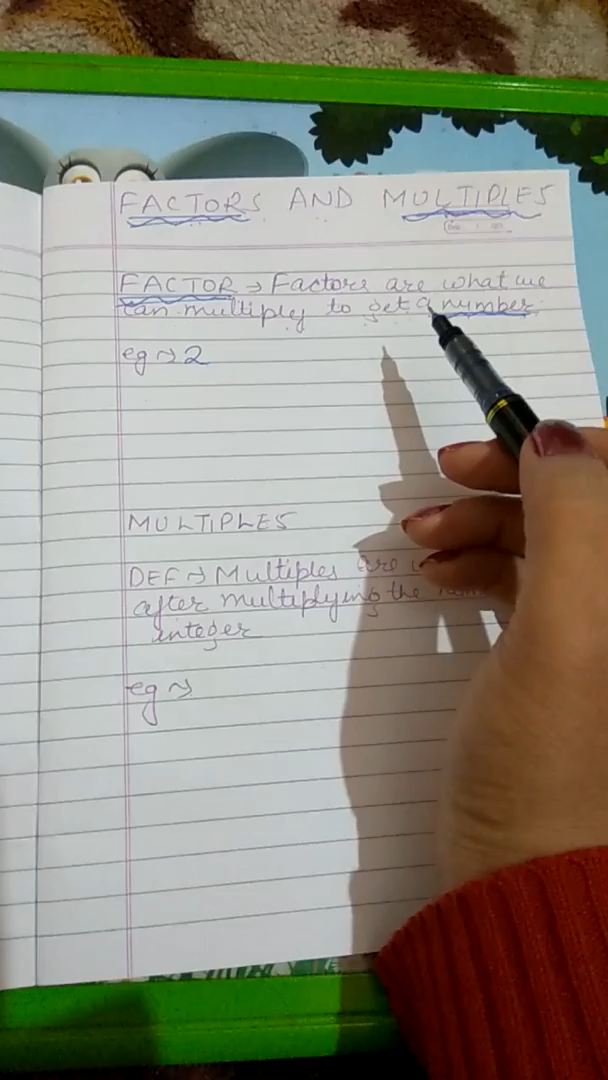 FACTORS AND MULTIPLES
FACTOR → Factors are what we
can multiply to get a number.
eg → 2
MULTIPLES
DEF → Multiples are
after multiplying the
integer
eg →